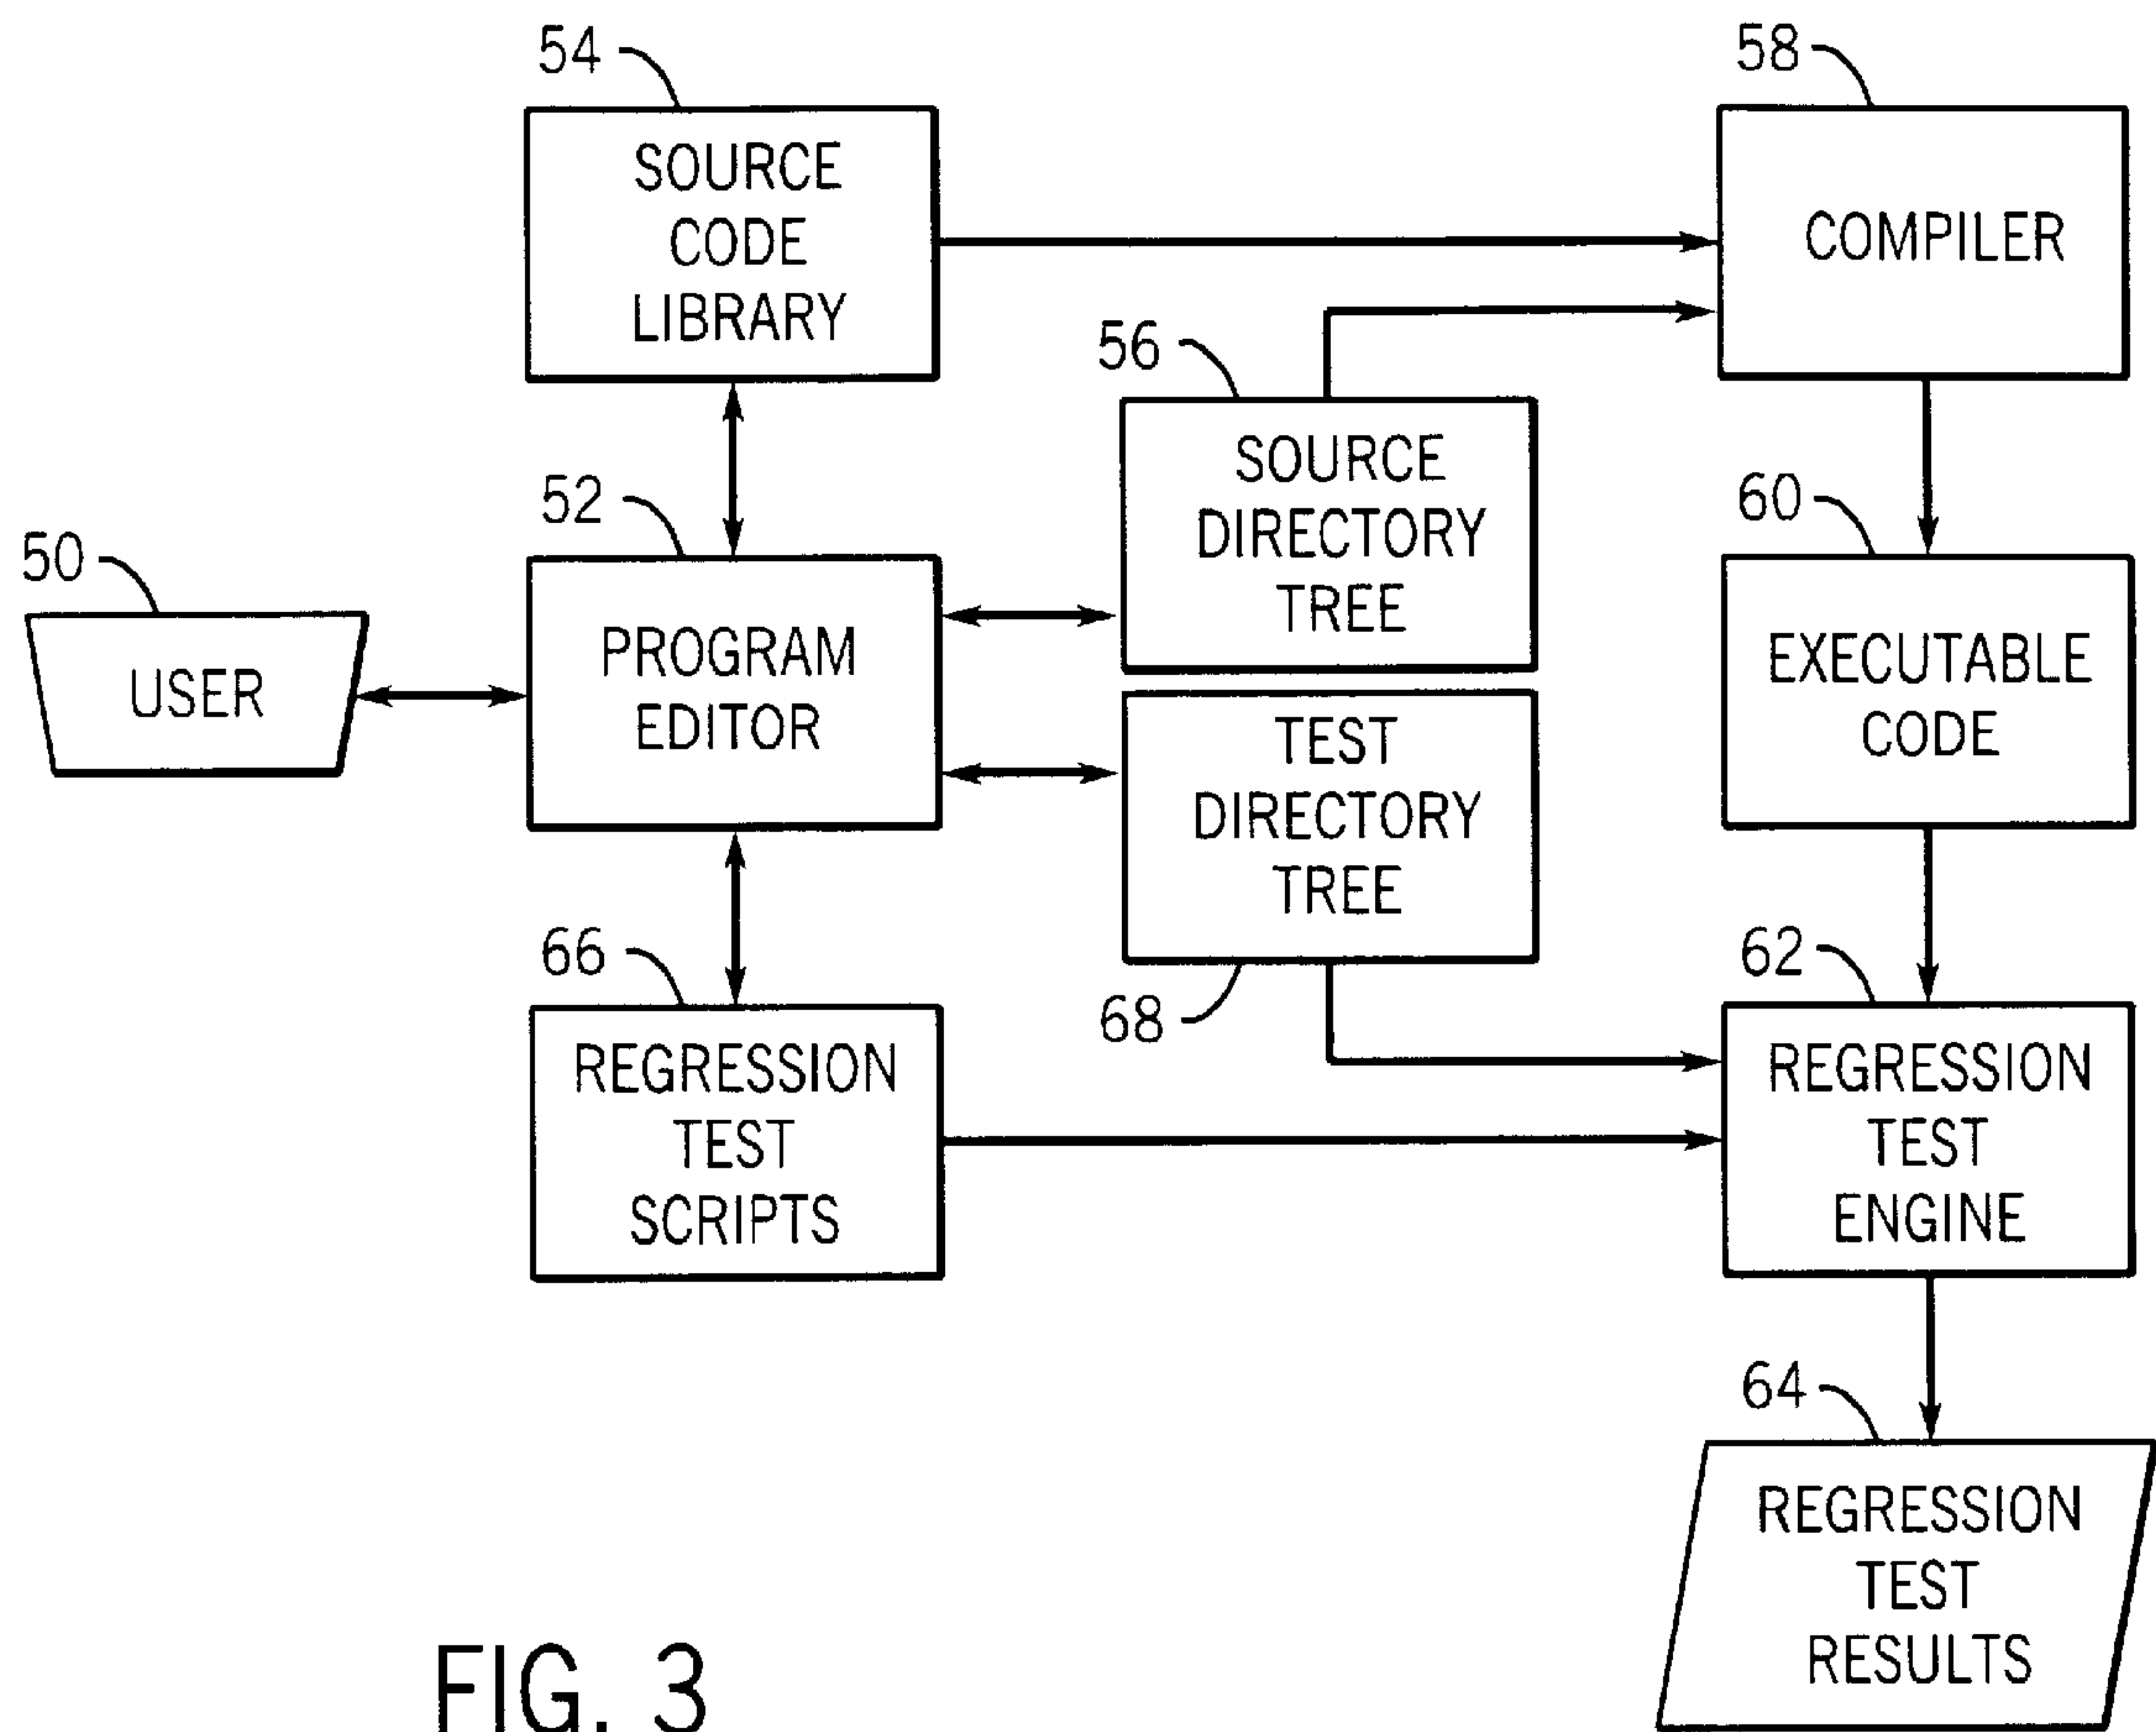 54
SOURCE
CODE
LIBRARY
58
COMPILER
56
SOURCE
DIRECTORY
TREE
52
PROGRAM
EDITOR
50
USER
60
EXECUTABLE
CODE
TEST
DIRECTORY
TREE
68
66
REGRESSION
TEST
SCRIPTS
62
REGRESSION
TEST
ENGINE
64
REGRESSION
TEST
RESULTS
FIG. 3